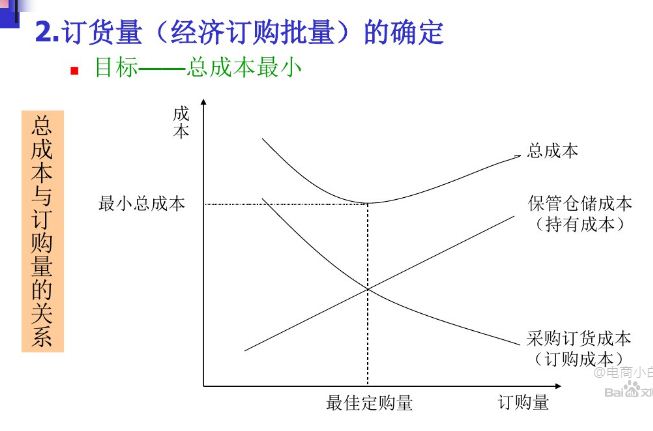 2.订货量（经济订购批量）的确定
目标——总成本最小
总成本与订购量的关系
成本
总成本
最小总成本
保管仓储成本
（持有成本）
采购订货成本
（订购成本）
@电商小白
Bai
最佳定购量
订购量